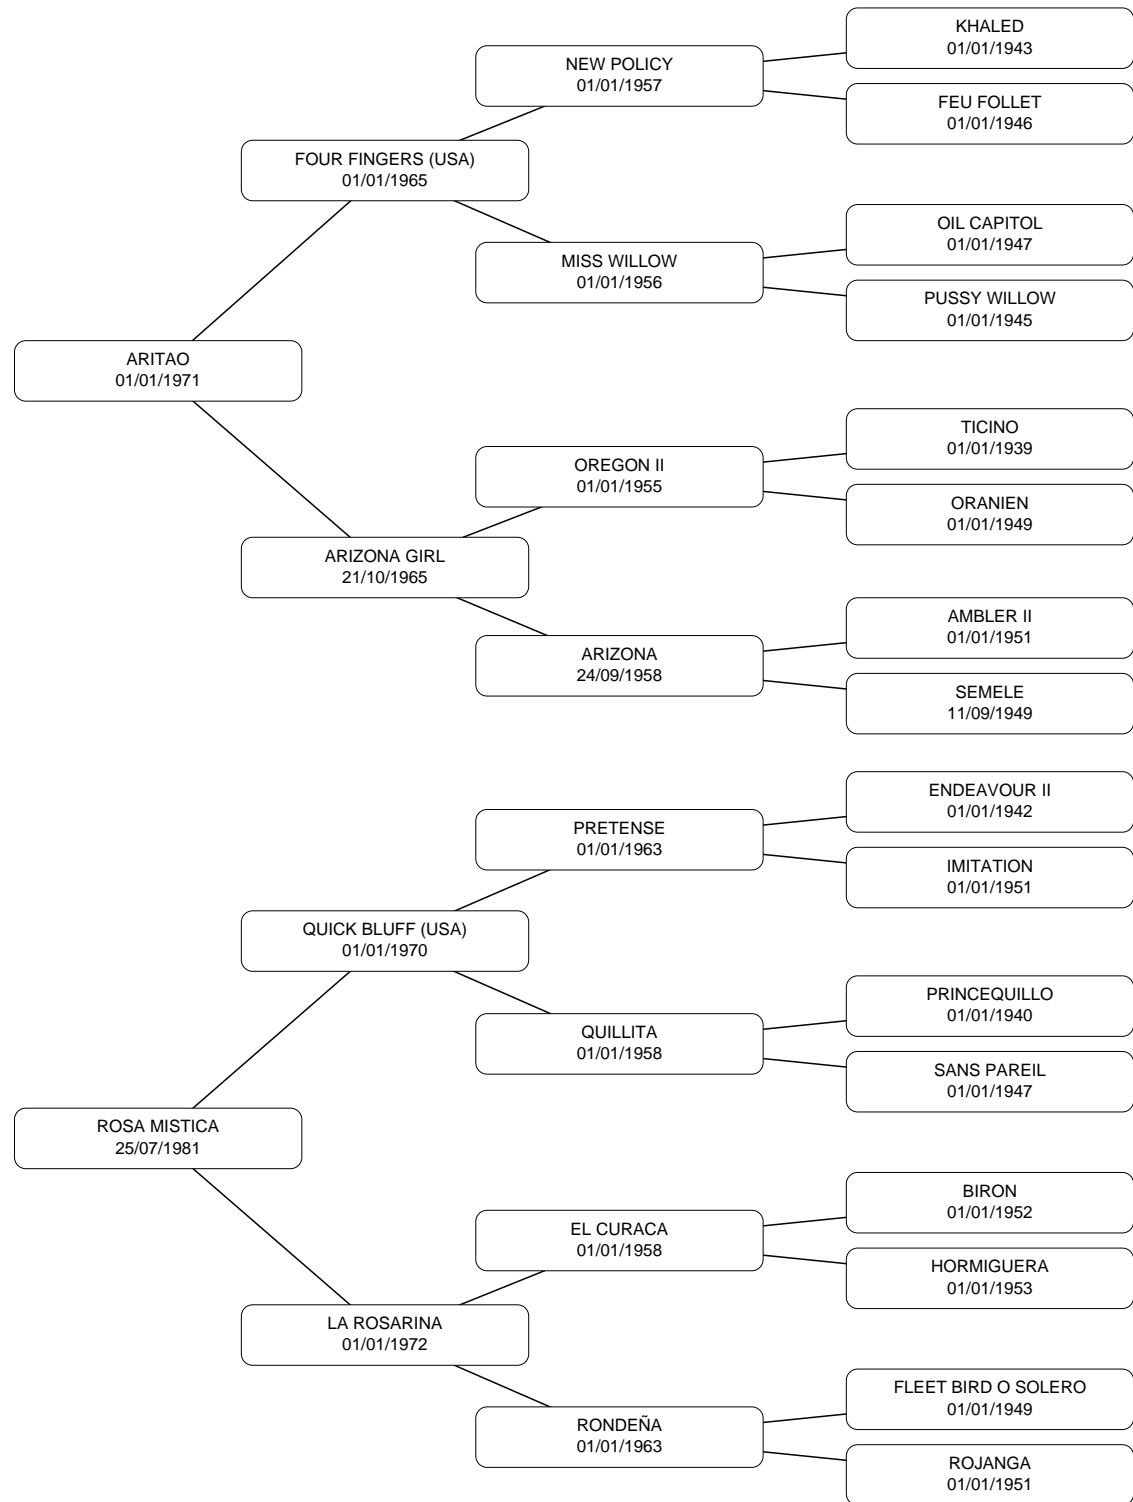 KHALED
01/01/1943
NEW POLICY
01/01/1957
FEU FOLLET
01/01/1946
FOUR FINGERS (USA)
01/01/1965
OIL CAPITOL
01/01/1947
MISS WILLOW
01/01/1956
PUSSY WILLOW
01/01/1945
ARITAO
01/01/1971
TICINO
01/01/1939
OREGON II
01/01/1955
ORANIEN
01/01/1949
ARIZONA GIRL
21/10/1965
AMBLER II
01/01/1951
ARIZONA
24/09/1958
SEMELE
11/09/1949
ENDEAVOUR II
01/01/1942
PRETENSE
01/01/1963
IMITATION
01/01/1951
QUICK BLUFF (USA)
01/01/1970
PRINCEQUILLO
01/01/1940
QUILLITA
01/01/1958
SANS PAREIL
01/01/1947
ROSA MISTICA
25/07/1981
BIRON
01/01/1952
EL CURACA
01/01/1958
HORMIGUERA
01/01/1953
LA ROSARINA
01/01/1972
FLEET BIRD O SOLERO
01/01/1949
RONDEÑA
01/01/1963
ROJANGA
01/01/1951